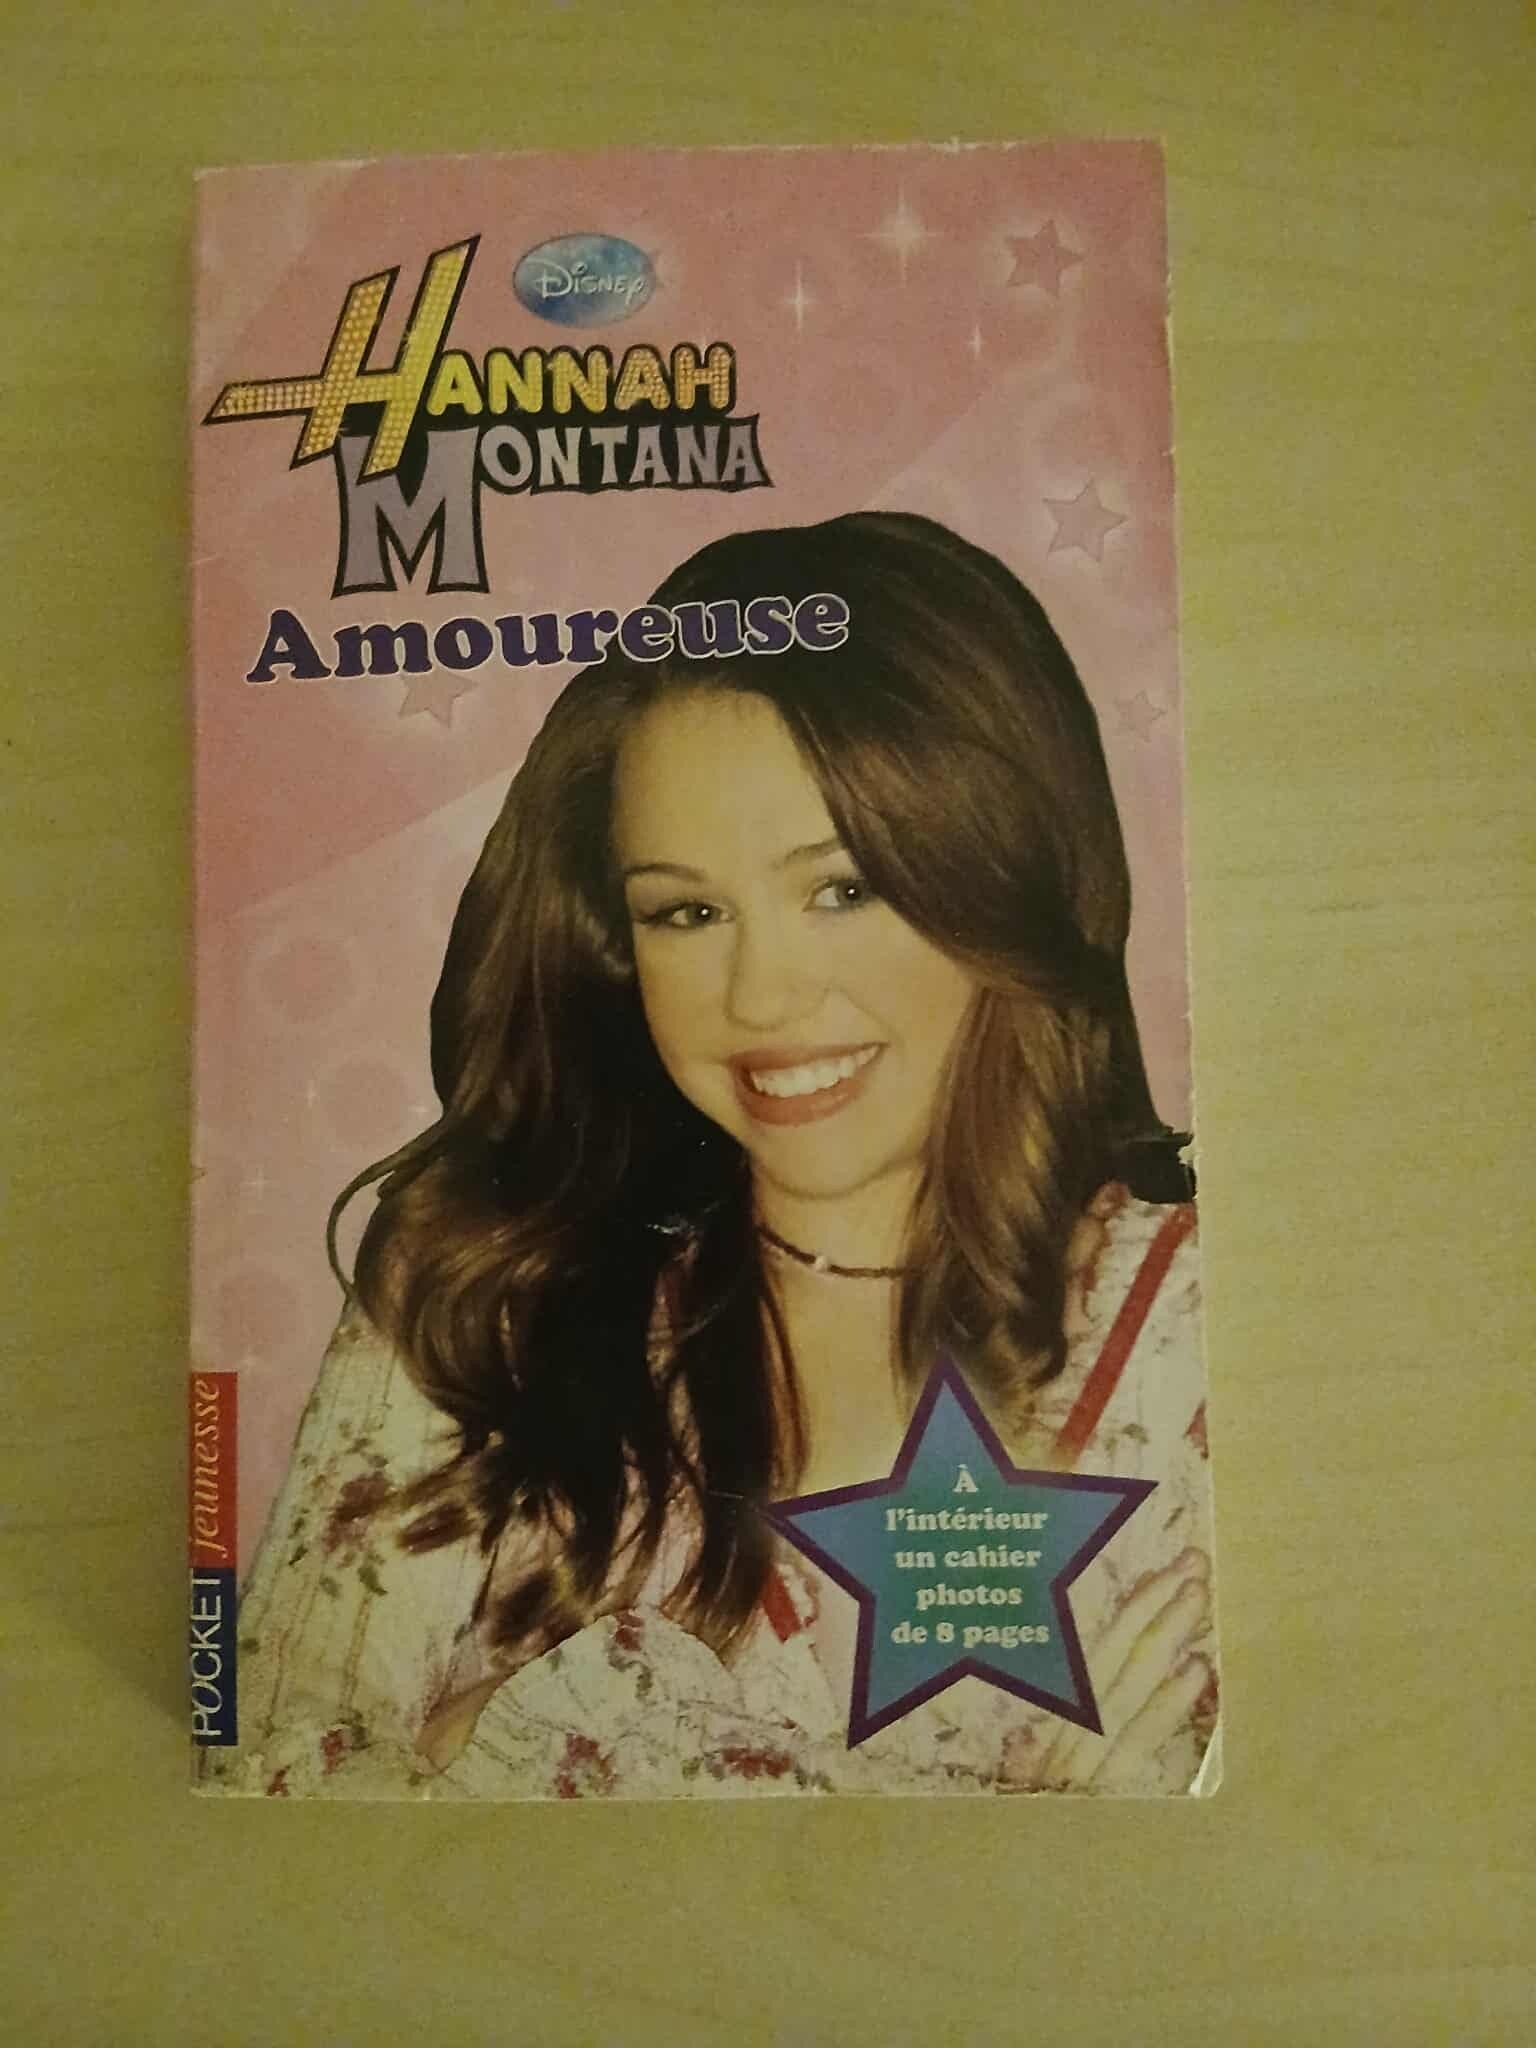 Disney
HANNAH
MONTANA
Amoureuse
POCKET jeunesse
À
l'intérieur
un cahier
photos
de 8 pages